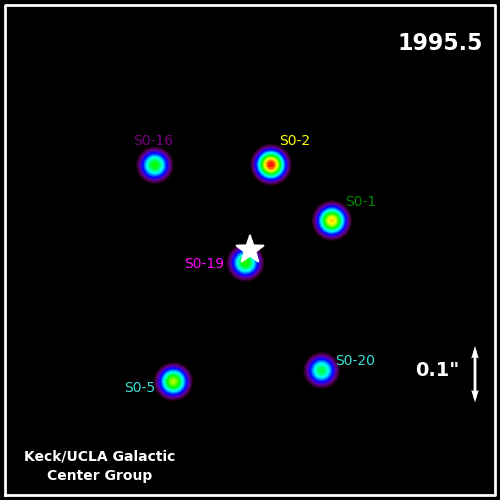 1995.5
S0-16
S0-2
S0-1
S0-19
S0-20
0.1"
S0-5
Keck/UCLA Galactic
Center Group